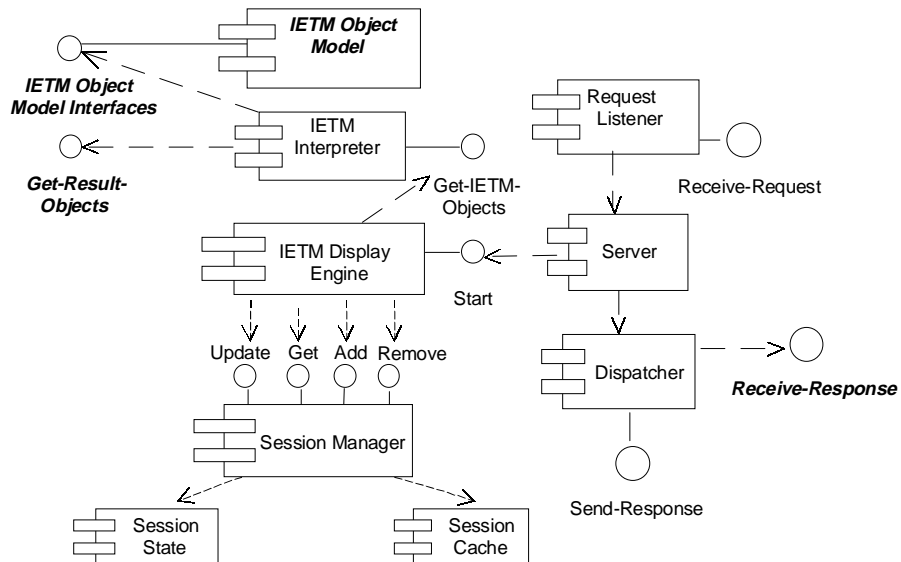 IETM Object
Model
IETM Object
Model Interfaces
IETM
Interpreter
Request
Listener
Get-Result-
Objects
Get-IETM-
Objects
Receive-Request
IETM Display
Engine
Start
Server
Update
Get
Add
Remove
Dispatcher
Receive-Response
Session Manager
Send-Response
Session
State
Session
Cache